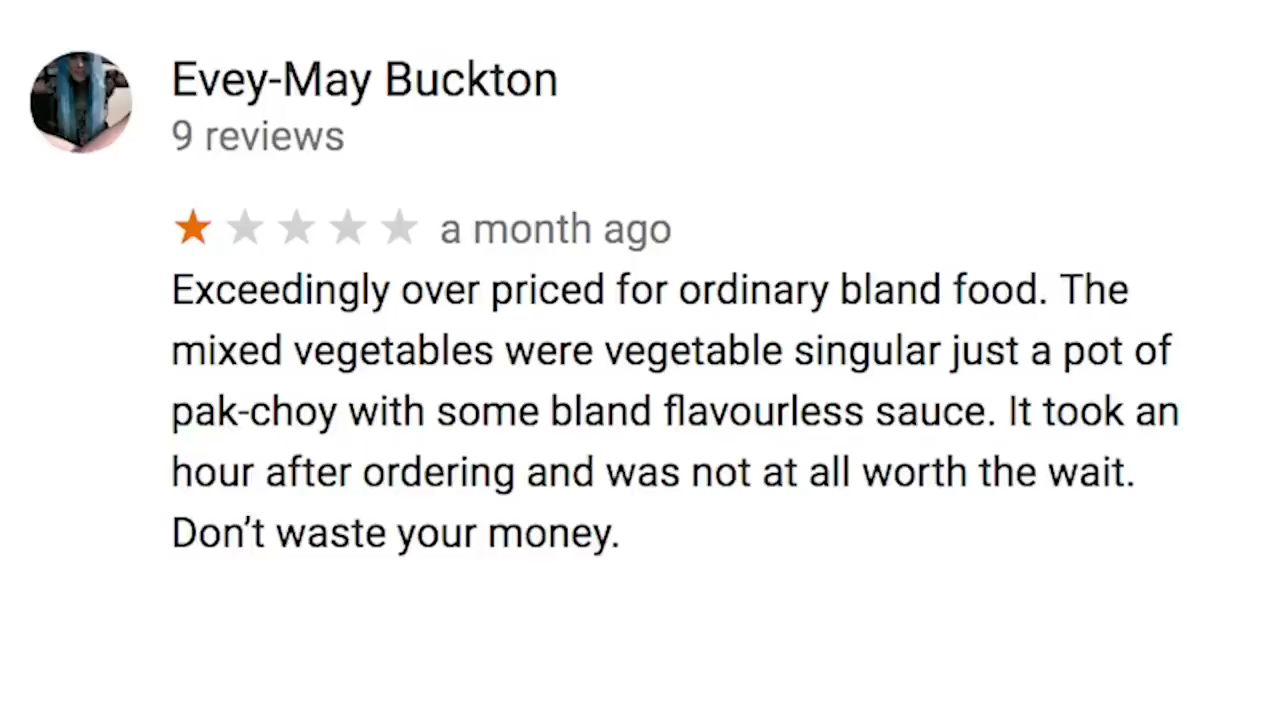 Evey-May Buckton
9 reviews
a month ago
Exceedingly over priced for ordinary bland food. The
mixed vegetables were vegetable singular just a pot of
pak-choy with some bland flavourless sauce. It took an
hour after ordering and was not at all worth the wait.
Don’t waste your money.